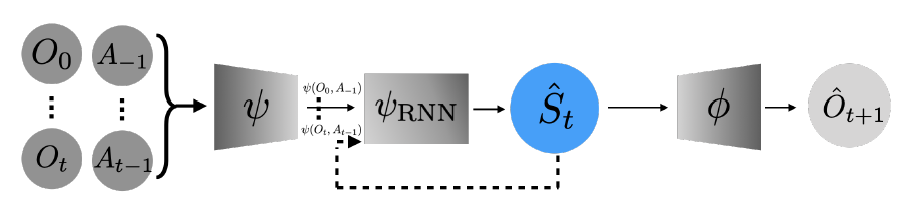 O_0 A_{-1}
ψ(O_0, A_{-1})
ψ ψ_RNN Ŝ_t ϕ Ô_{t+1}
ψ(O_t, A_{t-1})
O_t A_{t-1}